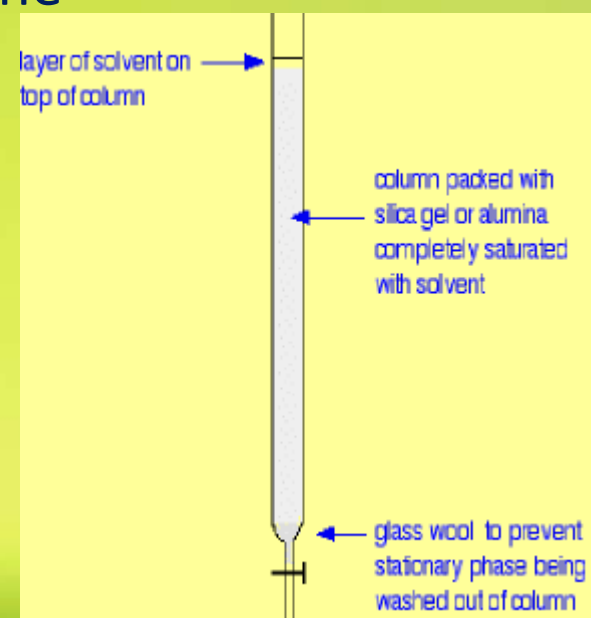 layer of solvent on
top of column
column packed with
silica gel or alumina
completely saturated
with solvent
glass wool to prevent
stationary phase being
washed out of column